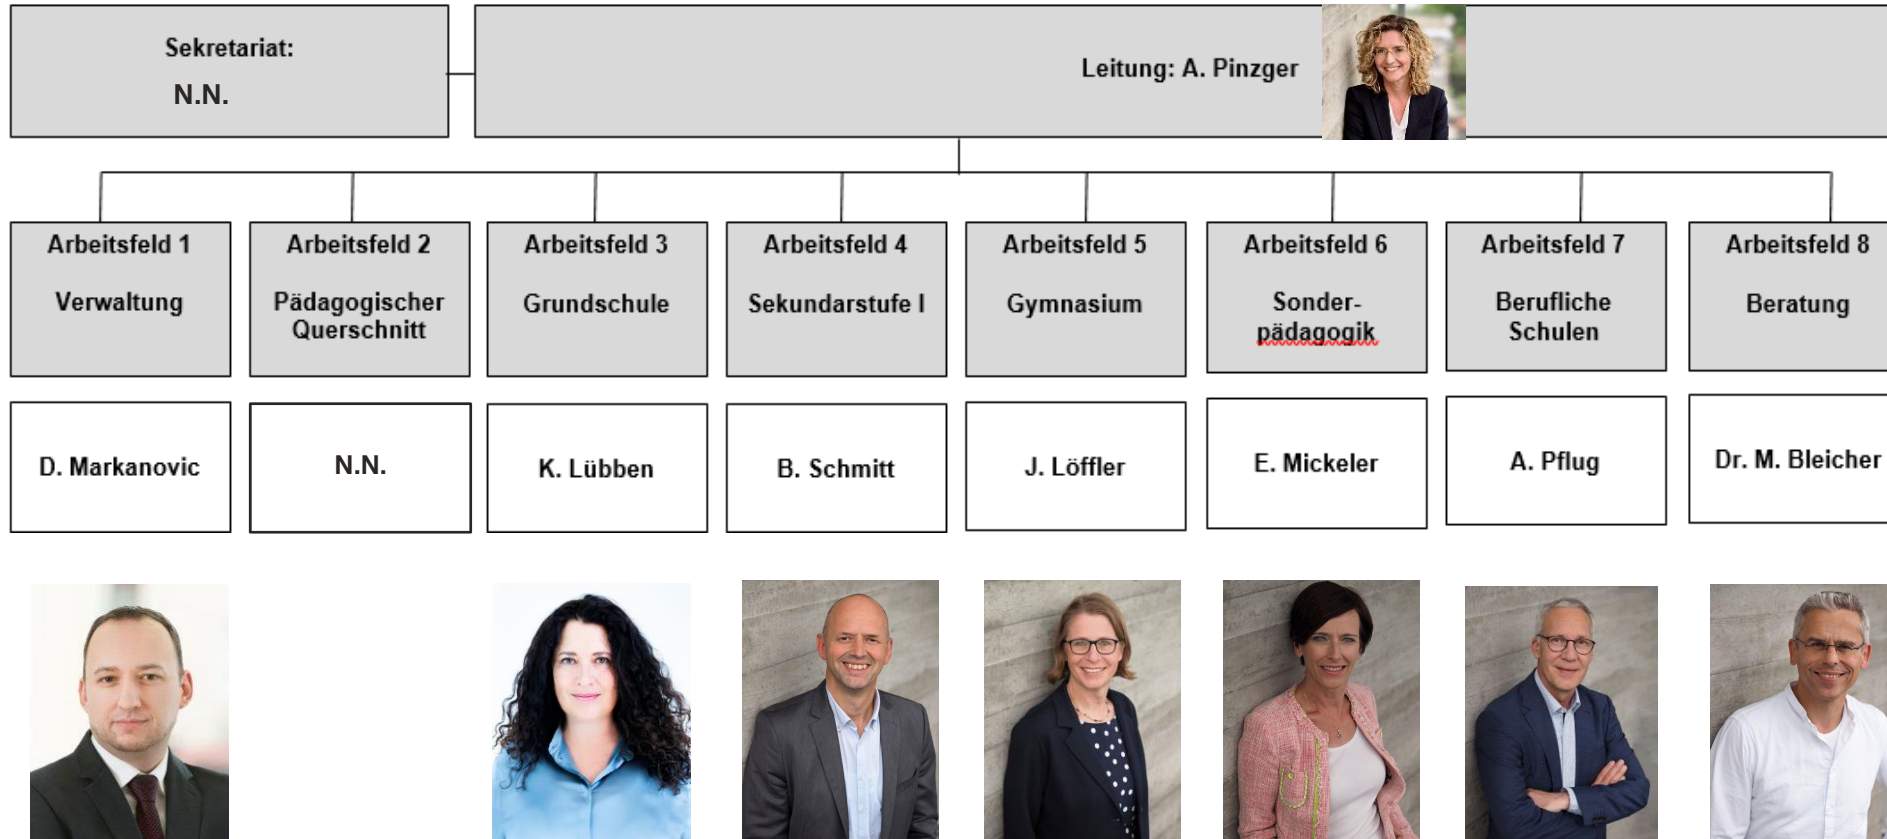 Sekretariat:
N.N.
Leitung: A. Pinzger
Arbeitsfeld 1
Verwaltung
Arbeitsfeld 2
Pädagogischer
Querschnitt
Arbeitsfeld 3
Grundschule
Arbeitsfeld 4
Sekundarstufe I
Arbeitsfeld 5
Gymnasium
Arbeitsfeld 6
Sonder-
pädagogik
Arbeitsfeld 7
Berufliche
Schulen
Arbeitsfeld 8
Beratung
D. Markanovic
N.N.
K. Lübben
B. Schmitt
J. Löffler
E. Mickeler
A. Pflug
Dr. M. Bleicher